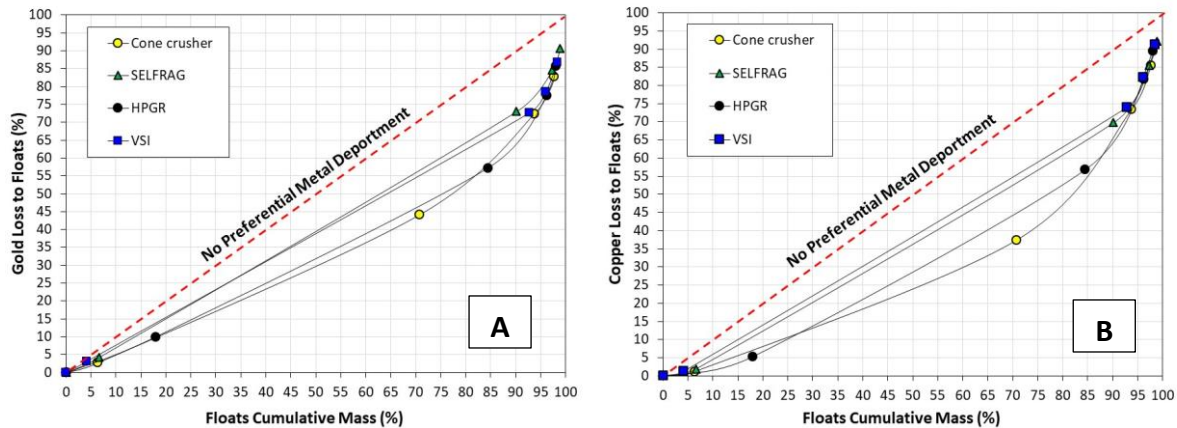 Gold Loss to Floats (%)
100
95
90
85
80
75
70
65
60
55
50
45
40
35
30
25
20
15
10
5
0
Cone crusher
SELFRAG
HPGR
VSI
No Preferential Metal Deportment
A
0 5 10 15 20 25 30 35 40 45 50 55 60 65 70 75 80 85 90 95 100
Floats Cumulative Mass (%)
Copper Loss to Floats (%)
100
95
90
85
80
75
70
65
60
55
50
45
40
35
30
25
20
15
10
5
0
Cone crusher
SELFRAG
HPGR
VSI
No Preferential Metal Deportment
B
0 5 10 15 20 25 30 35 40 45 50 55 60 65 70 75 80 85 90 95 100
Floats Cumulative Mass (%)